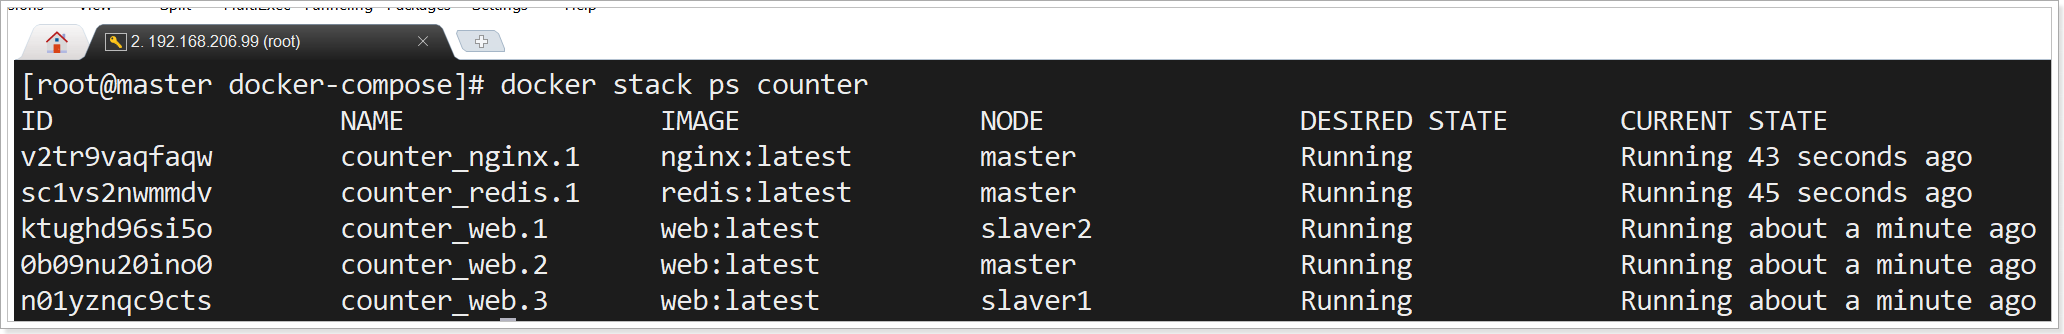 2. 192.168.206.99 (root)
[root@master docker-compose]# docker stack ps counter
ID NAME IMAGE NODE DESIRED STATE CURRENT STATE
v2tr9vaqfaqw counter_nginx.1 nginx:latest master Running Running 43 seconds ago
sc1vs2nwmmdv counter_redis.1 redis:latest master Running Running 45 seconds ago
ktughd96si5o counter_web.1 web:latest slaver2 Running Running about a minute ago
0b09nu20ino0 counter_web.2 web:latest master Running Running about a minute ago
n01yznqc9cts counter_web.3 web:latest slaver1 Running Running about a minute ago